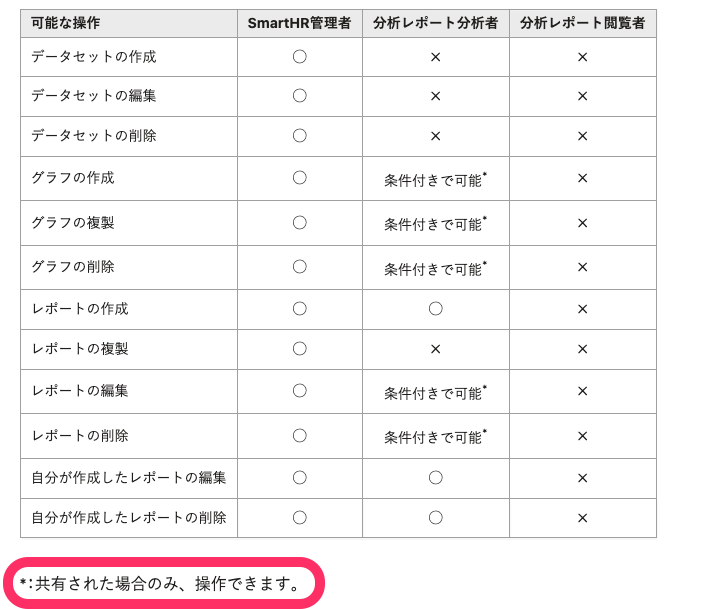 可能な操作 SmartHR管理者 分析レポート分析者 分析レポート閲覧者
データセットの作成 〇 × ×
データセットの編集 〇 × ×
データセットの削除 〇 × ×
グラフの作成 〇 条件付きで可能* ×
グラフの複製 〇 条件付きで可能* ×
グラフの削除 〇 条件付きで可能* ×
レポートの作成 〇 〇 ×
レポートの複製 〇 × ×
レポートの編集 〇 条件付きで可能* ×
レポートの削除 〇 条件付きで可能* ×
自分が作成したレポートの編集 〇 〇 ×
自分が作成したレポートの削除 〇 〇 ×
*：共有された場合のみ、操作できます。